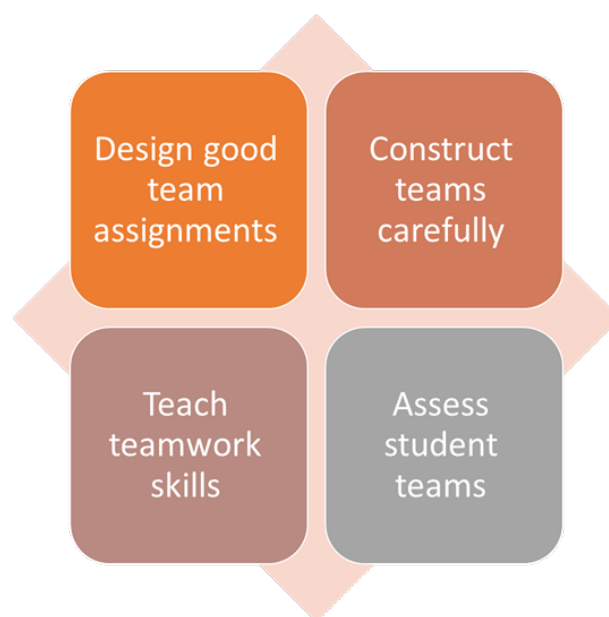 Design good
team
assignments
Construct
teams
carefully
Teach
teamwork
skills
Assess
student
teams